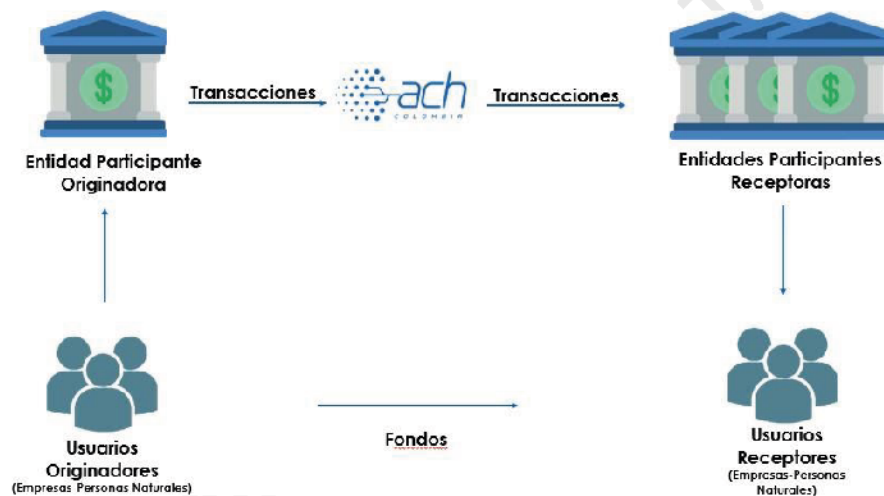 Transacciones
ach
COLOMBIA
Transacciones
Entidad Participante
Originadora
Entidades Participantes
Receptoras
Usuarios
Originadores
(Empresas Personas Naturales)
Fondos
Usuarios
Receptores
(Empresas-Personas
Naturales)